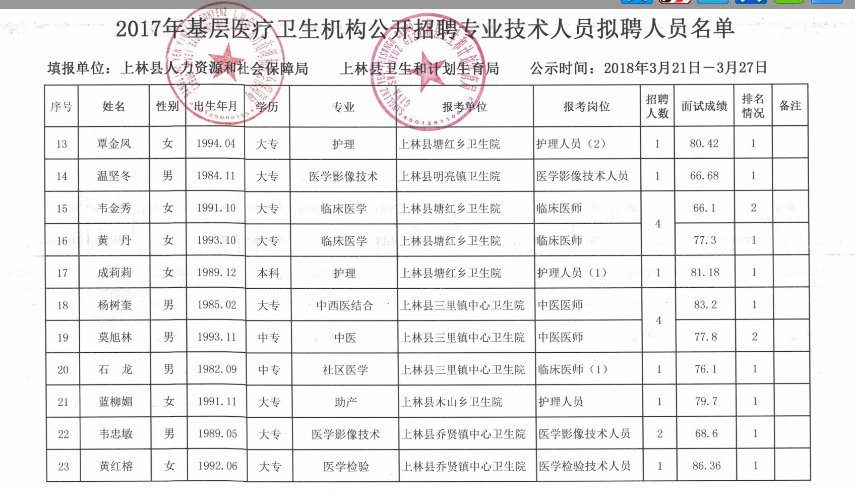 2017年基层医疗卫生机构公开招聘专业技术人员拟聘人员名单
填报单位：上林县人力资源和社会保障局 上林县卫生和计划生育局 公示时间：2018年3月21日－3月27日
序号 姓名 性别 出生年月 学历 专业 报考单位 报考岗位 招聘人数 面试成绩 排名情况 备注
13 覃金凤 女 1994.04 大专 护理 上林县塘红乡卫生院 护理人员（2） 1 80.42 1
14 温坚冬 男 1984.11 大专 医学影像技术 上林县明亮镇卫生院 医学影像技术人员 1 66.68 1
15 韦金秀 女 1991.10 大专 临床医学 上林县塘红乡卫生院 临床医师 4 66.1 2
16 黄 丹 女 1993.10 大专 临床医学 上林县塘红乡卫生院 临床医师 77.3 1
17 成莉莉 女 1989.12 本科 护理 上林县塘红乡卫生院 护理人员（1） 1 81.18 1
18 杨树奎 男 1985.02 大专 中西医结合 上林县三里镇中心卫生院 中医医师 4 83.2 1
19 莫旭林 男 1993.11 中专 中医 上林县三里镇中心卫生院 中医医师 77.8 2
20 石 龙 男 1982.09 中专 社区医学 上林县三里镇中心卫生院 临床医师（1） 1 76.1 1
21 蓝柳媚 女 1991.11 大专 助产 上林县木山乡卫生院 护理人员 1 79.7 1
22 韦忠敏 男 1989.05 大专 医学影像技术 上林县乔贤镇中心卫生院 医学影像技术人员 2 68.6 1
23 黄红榕 女 1992.06 大专 医学检验 上林县乔贤镇中心卫生院 医学检验技术人员 1 86.36 1